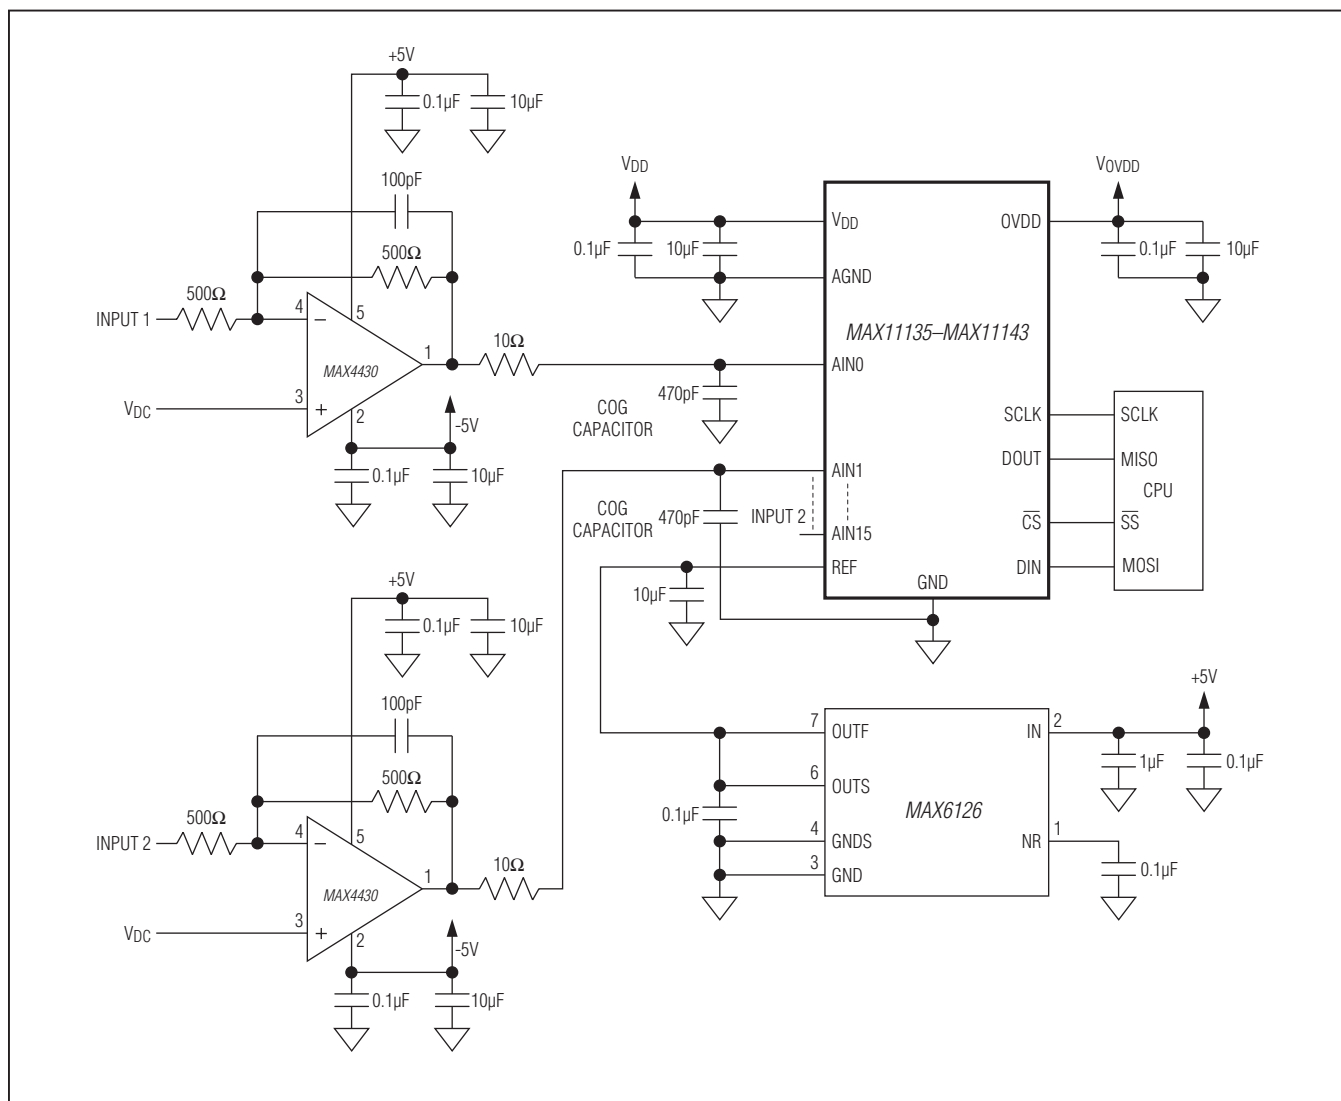 +5V
0.1µF
10µF
100pF
500Ω
500Ω
INPUT 1
4
−
5
MAX4430
1
3
+
2
VDC
-5V
0.1µF
10µF
10Ω
COG
CAPACITOR
470pF
VDD
0.1µF
10µF
VDD
AGND
MAX11135–MAX11143
AIN0
AIN1
AIN15
REF
GND
OVDD
SCLK
DOUT
CS
DIN
VOVDD
0.1µF
10µF
SCLK
MISO
CPU
SS
MOSI
COG
CAPACITOR
470pF
INPUT 2
10µF
+5V
0.1µF
10µF
100pF
500Ω
500Ω
INPUT 2
4
−
5
MAX4430
1
3
+
2
VDC
-5V
0.1µF
10µF
10Ω
7
OUTF
6
OUTS
0.1µF
4
GNDS
3
GND
MAX6126
IN
2
NR
1
+5V
1µF
0.1µF
0.1µF